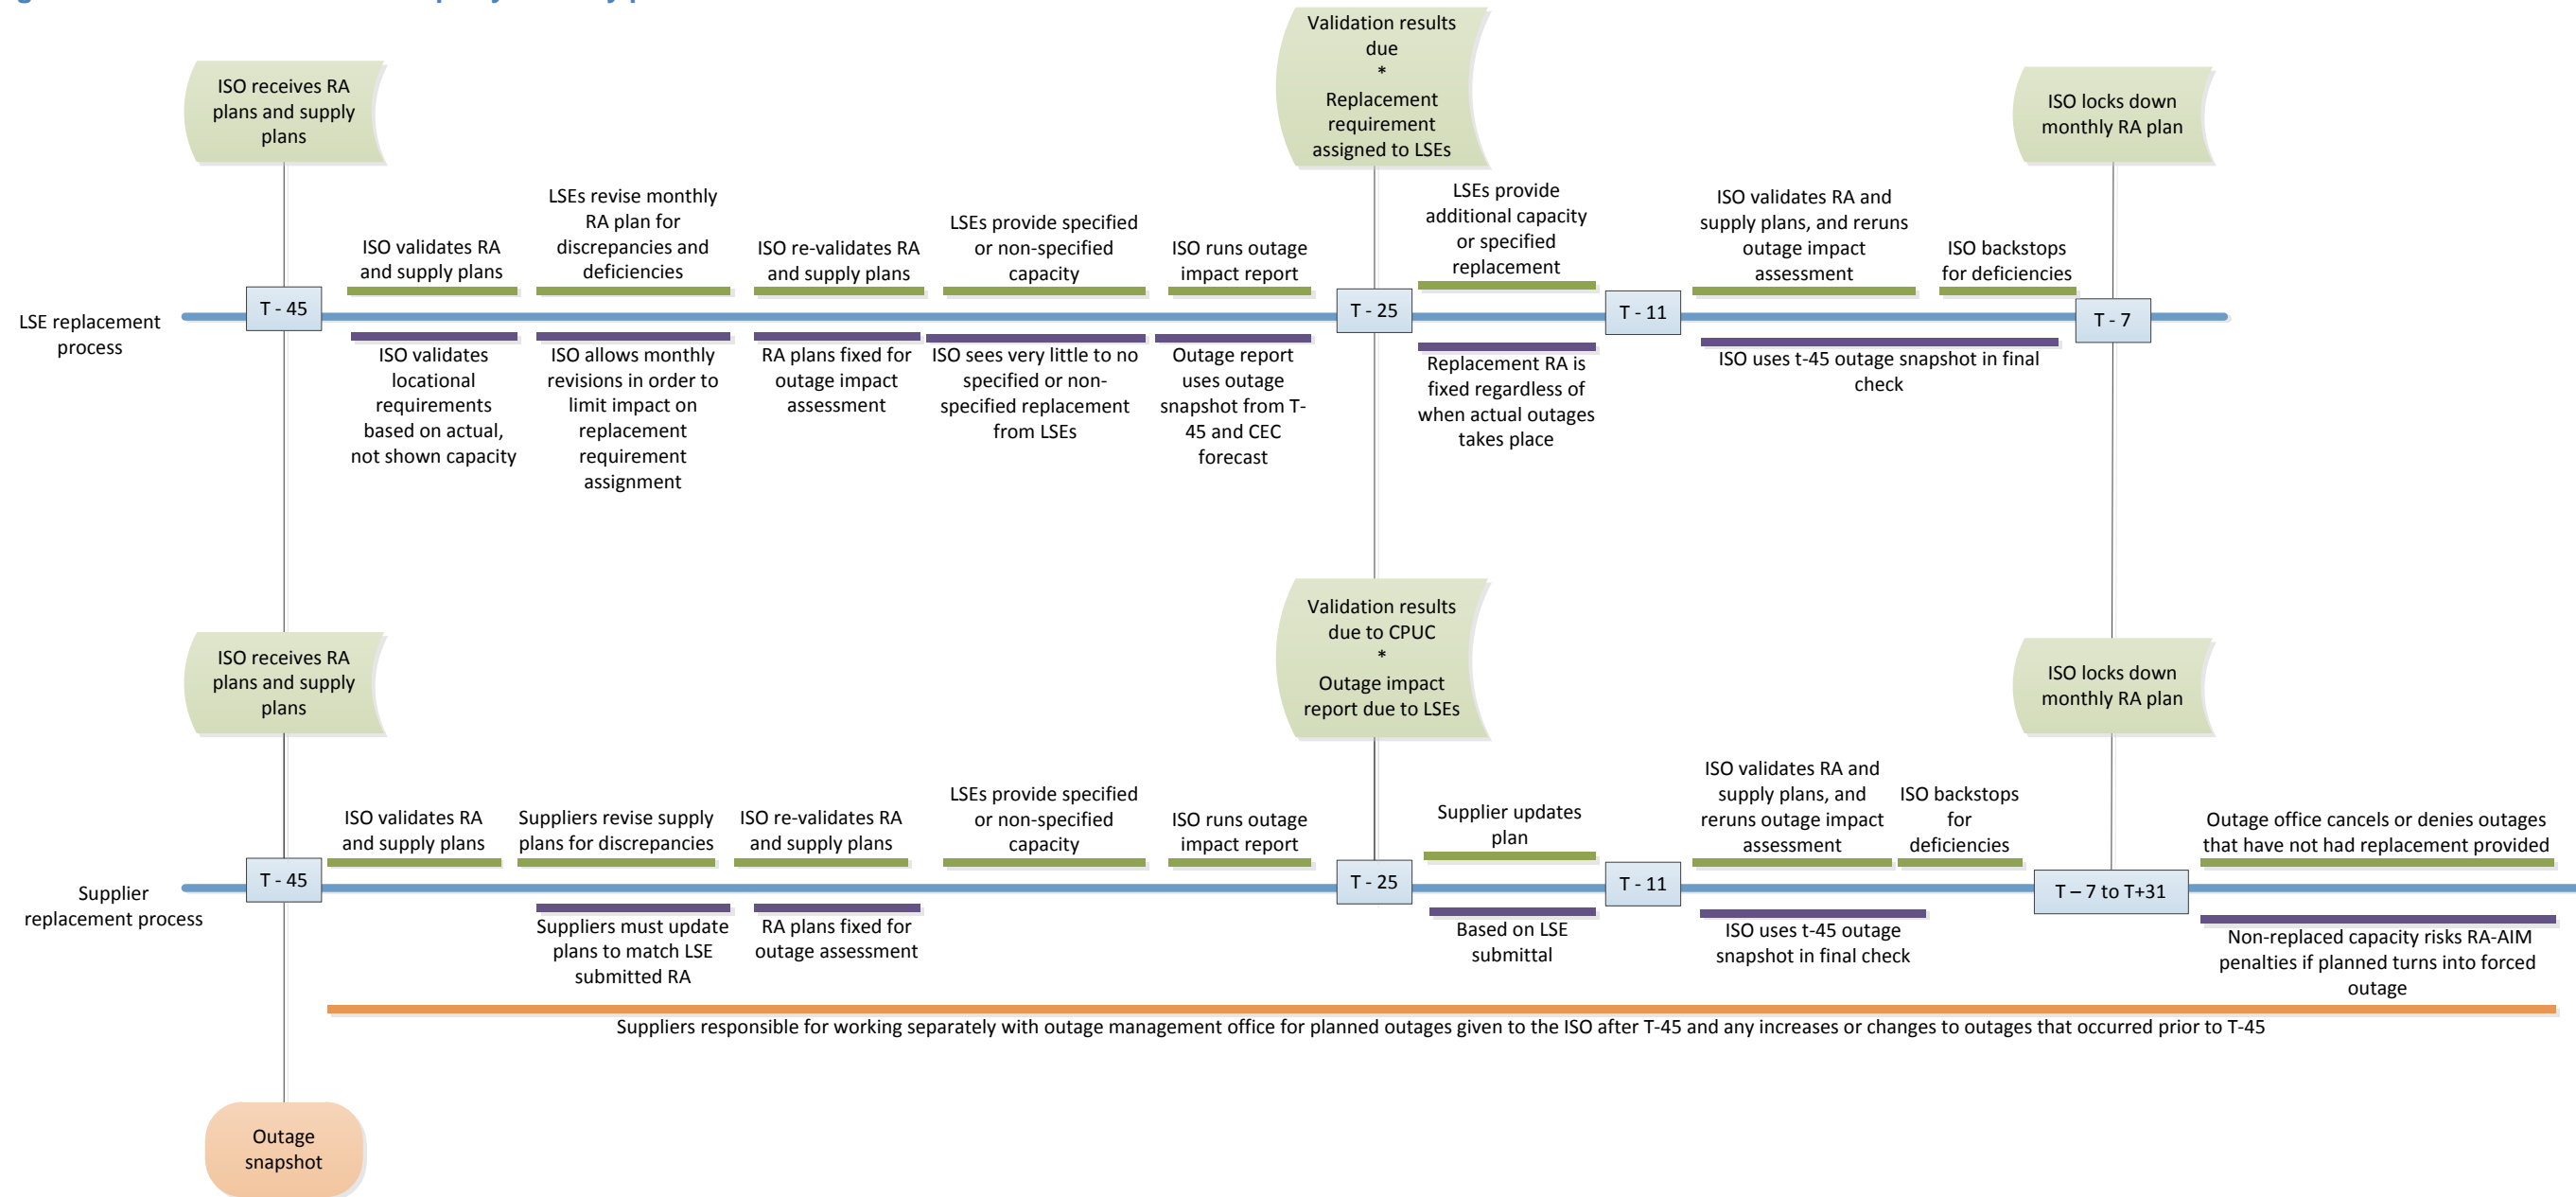 Validation results
due
*
Replacement
requirement
assigned to LSEs
ISO receives RA
plans and supply
plans
ISO locks down
monthly RA plan
ISO validates RA
and supply plans
LSEs revise monthly
RA plan for
discrepancies and
deficiencies
ISO re-validates RA
and supply plans
LSEs provide specified
or non-specified
capacity
ISO runs outage
impact report
LSEs provide
additional capacity
or specified
replacement
ISO validates RA and
supply plans, and reruns
outage impact
assessment
ISO backstops
for deficiencies
LSE replacement
process
T - 45
T - 25
T - 11
T - 7
ISO validates
locational
requirements
based on actual,
not shown capacity
ISO allows monthly
revisions in order to
limit impact on
replacement
requirement
assignment
RA plans fixed for
outage impact
assessment
ISO sees very little to no
specified or non-
specified replacement
from LSEs
Outage report
uses outage
snapshot from T-
45 and CEC
forecast
Replacement RA is
fixed regardless of
when actual outages
takes place
ISO uses t-45 outage snapshot in final
check
ISO receives RA
plans and supply
plans
Validation results
due to CPUC
*
Outage impact
report due to LSEs
ISO locks down
monthly RA plan
ISO validates RA
and supply plans
Suppliers revise supply
plans for discrepancies
ISO re-validates RA
and supply plans
LSEs provide specified
or non-specified
capacity
ISO runs outage
impact report
Supplier updates
plan
ISO validates RA and
supply plans, and
reruns outage impact
assessment
ISO backstops
for
deficiencies
Outage office cancels or denies outages
that have not had replacement provided
Supplier
replacement process
T - 45
T - 25
T - 11
T – 7 to T+31
Suppliers must update
plans to match LSE
submitted RA
RA plans fixed for
outage assessment
Based on LSE
submittal
ISO uses t-45 outage
snapshot in final check
Non-replaced capacity risks RA-AIM
penalties if planned turns into forced
outage
Suppliers responsible for working separately with outage management office for planned outages given to the ISO after T-45 and any increases or changes to outages that occurred prior to T-45
Outage
snapshot